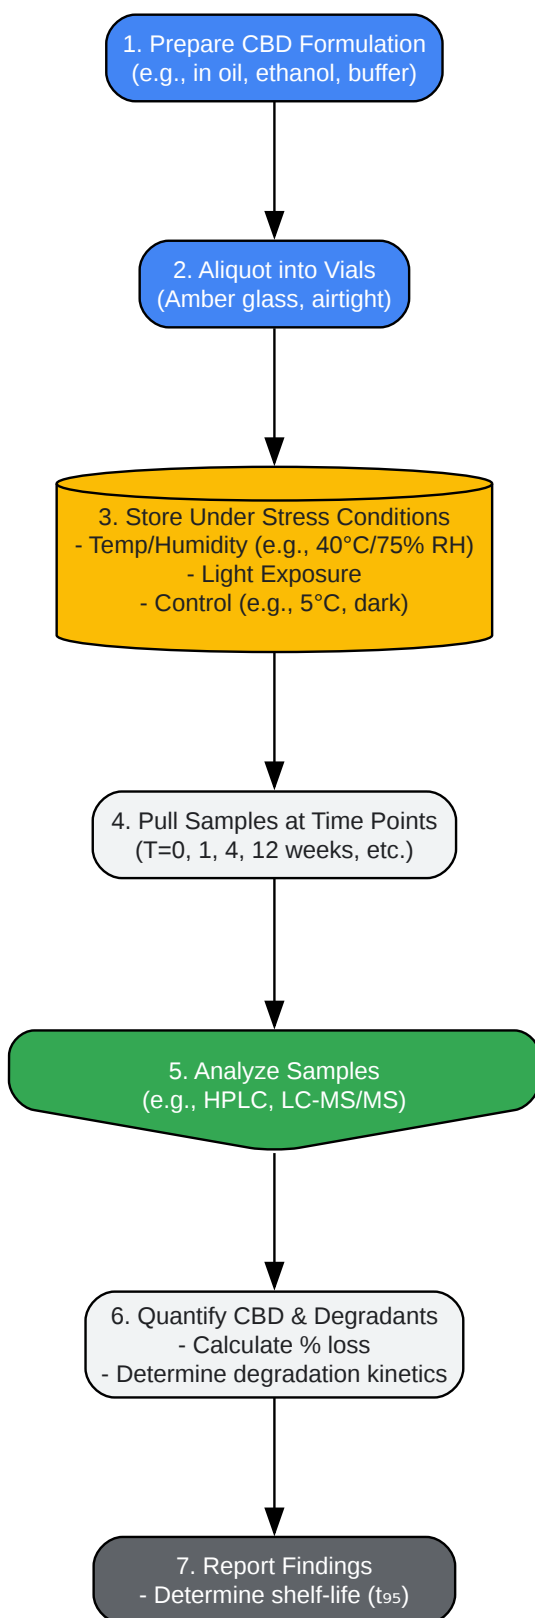 1. Prepare CBD Formulation
(e.g., in oil, ethanol, buffer)
2. Aliquot into Vials
(Amber glass, airtight)
3. Store Under Stress Conditions
- Temp/Humidity (e.g., 40°C/75% RH)
- Light Exposure
- Control (e.g., 5°C, dark)
4. Pull Samples at Time Points
(T=0, 1, 4, 12 weeks, etc.)
5. Analyze Samples
(e.g., HPLC, LC-MS/MS)
6. Quantify CBD & Degradants
- Calculate % loss
- Determine degradation kinetics
7. Report Findings
- Determine shelf-life (t₉₅)